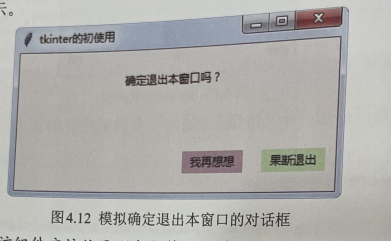 示。
tkinter的初使用
确定退出本窗口吗？
我再想想 果断退出
图4.12 模拟确定退出本窗口的对话框